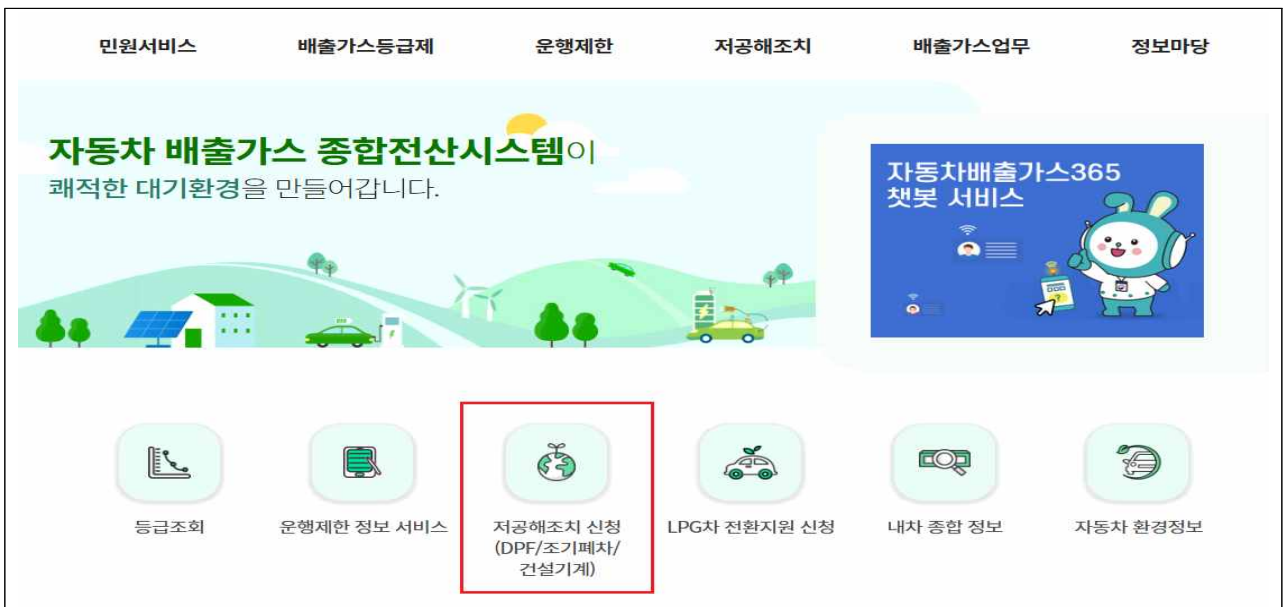 민원서비스 배출가스등급제 운행제한 저공해조치 배출가스업무 정보마당
자동차 배출가스 종합전산시스템이
쾌적한 대기환경을 만들어갑니다.
자동차배출가스365
챗봇 서비스
?
등급조회
운행제한 정보 서비스
저공해조치 신청
(DPF/조기폐차/
건설기계)
LPG차 전환지원 신청
내차 종합 정보
자동차 환경정보